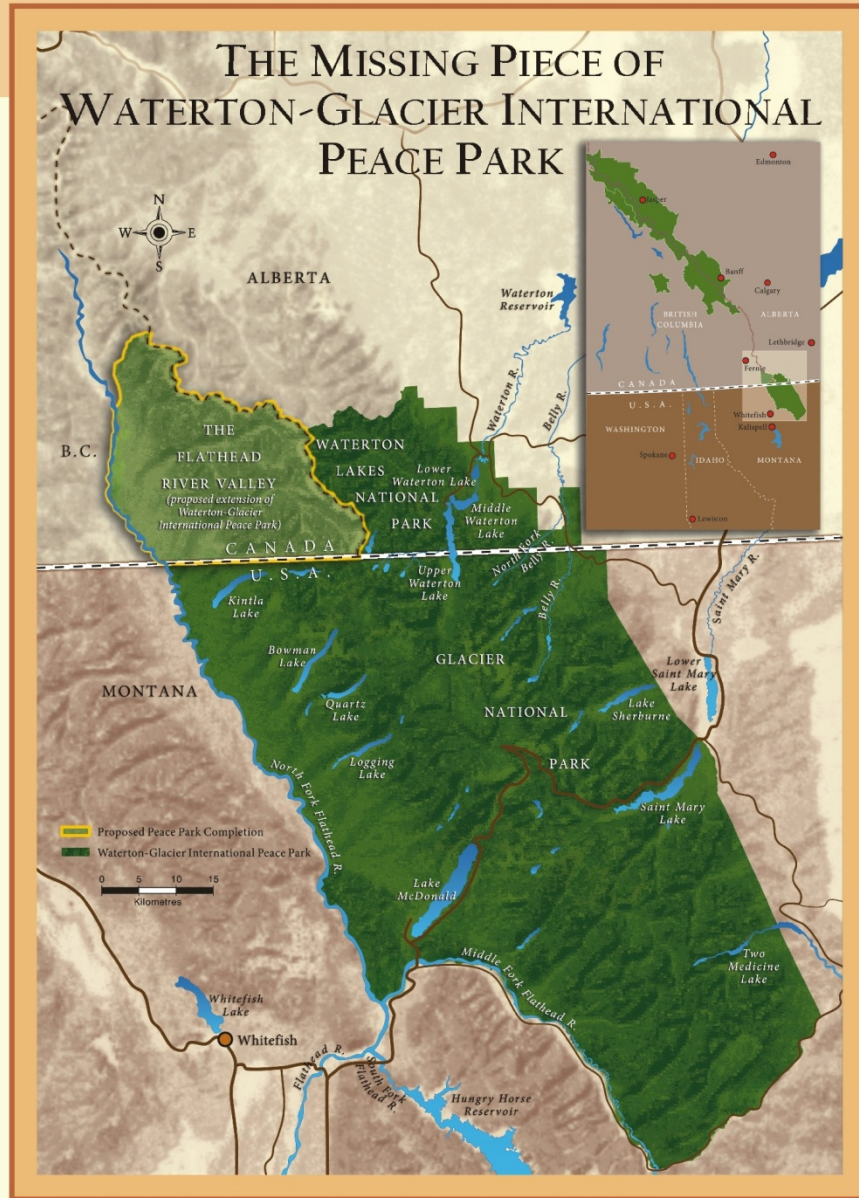 THE MISSING PIECE OF
WATERTON-GLACIER INTERNATIONAL
PEACE PARK
N
W
E
S
ALBERTA
Waterton
Reservoir
Waterton R.
Belly R.
B.C.
THE
FLATHEAD
RIVER VALLEY
(proposed extension of
Waterton-Glacier
International Peace Park)
WATERTON
LAKES
NATIONAL
PARK
Lower
Waterton Lake
Middle
Waterton
Lake
CANADA
U.S.A.
Upper
Waterton
Lake
North Fork
Belly R.
Belly R.
Saint Mary R.
Kintla
Lake
Bowman
Lake
Quartz
Lake
Logging
Lake
MONTANA
GLACIER
NATIONAL
PARK
Lake
Sherburne
Lower
Saint Mary
Lake
Saint Mary
Lake
North Fork Flathead R.
Proposed Peace Park Completion
Waterton-Glacier International Peace Park
0 5 10 15
Kilometres
Lake
McDonald
Two
Medicine
Lake
Middle Fork Flathead R.
Whitefish
Lake
Whitefish
Flathead R.
South Fork
Flathead R.
Hungry Horse
Reservoir
Edmonton
Jasper
Banff
Calgary
BRITISH
COLUMBIA
ALBERTA
Lethbridge
Fernie
CANADA
U.S.A.
Whitefish
Kalispell
WASHINGTON
IDAHO
MONTANA
Spokane
Lewiston